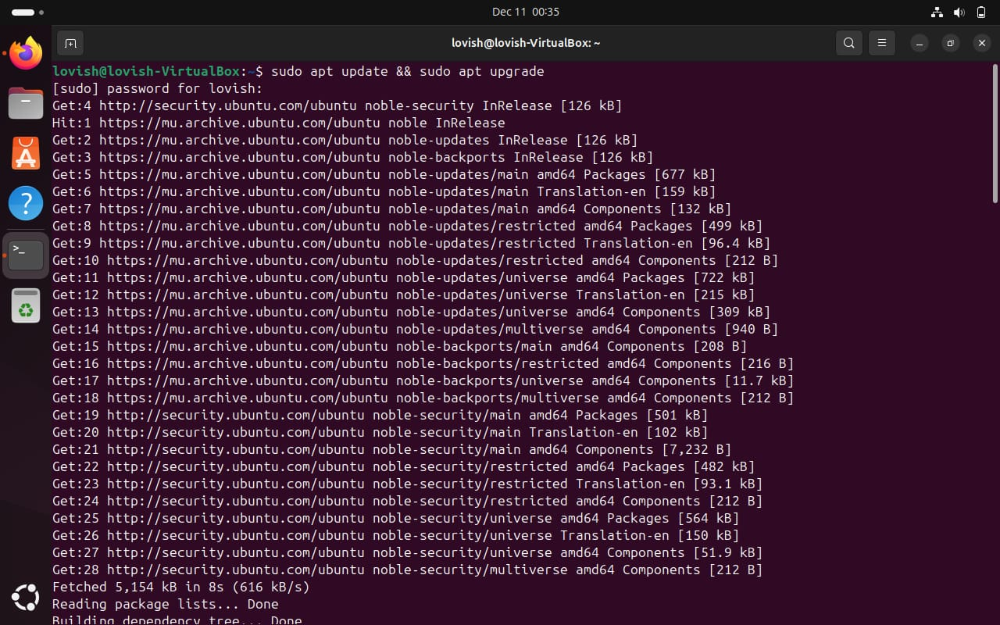 Dec 11 00:35
lovish@lovish-VirtualBox: ~
lovish@lovish-VirtualBox:~$ sudo apt update && sudo apt upgrade
[sudo] password for lovish:
Get:4 http://security.ubuntu.com/ubuntu noble-security InRelease [126 kB]
Hit:1 https://mu.archive.ubuntu.com/ubuntu noble InRelease
Get:2 https://mu.archive.ubuntu.com/ubuntu noble-updates InRelease [126 kB]
Get:3 https://mu.archive.ubuntu.com/ubuntu noble-backports InRelease [126 kB]
Get:5 https://mu.archive.ubuntu.com/ubuntu noble-updates/main amd64 Packages [677 kB]
Get:6 https://mu.archive.ubuntu.com/ubuntu noble-updates/main Translation-en [159 kB]
Get:7 https://mu.archive.ubuntu.com/ubuntu noble-updates/main amd64 Components [132 kB]
Get:8 https://mu.archive.ubuntu.com/ubuntu noble-updates/restricted amd64 Packages [499 kB]
Get:9 https://mu.archive.ubuntu.com/ubuntu noble-updates/restricted Translation-en [96.4 kB]
Get:10 https://mu.archive.ubuntu.com/ubuntu noble-updates/restricted amd64 Components [212 B]
Get:11 https://mu.archive.ubuntu.com/ubuntu noble-updates/universe amd64 Packages [722 kB]
Get:12 https://mu.archive.ubuntu.com/ubuntu noble-updates/universe Translation-en [215 kB]
Get:13 https://mu.archive.ubuntu.com/ubuntu noble-updates/universe amd64 Components [309 kB]
Get:14 https://mu.archive.ubuntu.com/ubuntu noble-updates/multiverse amd64 Components [940 B]
Get:15 https://mu.archive.ubuntu.com/ubuntu noble-backports/main amd64 Components [208 B]
Get:16 https://mu.archive.ubuntu.com/ubuntu noble-backports/restricted amd64 Components [216 B]
Get:17 https://mu.archive.ubuntu.com/ubuntu noble-backports/universe amd64 Components [11.7 kB]
Get:18 https://mu.archive.ubuntu.com/ubuntu noble-backports/multiverse amd64 Components [212 B]
Get:19 http://security.ubuntu.com/ubuntu noble-security/main amd64 Packages [501 kB]
Get:20 http://security.ubuntu.com/ubuntu noble-security/main Translation-en [102 kB]
Get:21 http://security.ubuntu.com/ubuntu noble-security/main amd64 Components [7,232 B]
Get:22 http://security.ubuntu.com/ubuntu noble-security/restricted amd64 Packages [482 kB]
Get:23 http://security.ubuntu.com/ubuntu noble-security/restricted Translation-en [93.1 kB]
Get:24 http://security.ubuntu.com/ubuntu noble-security/restricted amd64 Components [212 B]
Get:25 http://security.ubuntu.com/ubuntu noble-security/universe amd64 Packages [564 kB]
Get:26 http://security.ubuntu.com/ubuntu noble-security/universe Translation-en [150 kB]
Get:27 http://security.ubuntu.com/ubuntu noble-security/universe amd64 Components [51.9 kB]
Get:28 http://security.ubuntu.com/ubuntu noble-security/multiverse amd64 Components [212 B]
Fetched 5,154 kB in 8s (616 kB/s)
Reading package lists... Done
Building dependency tree... Done